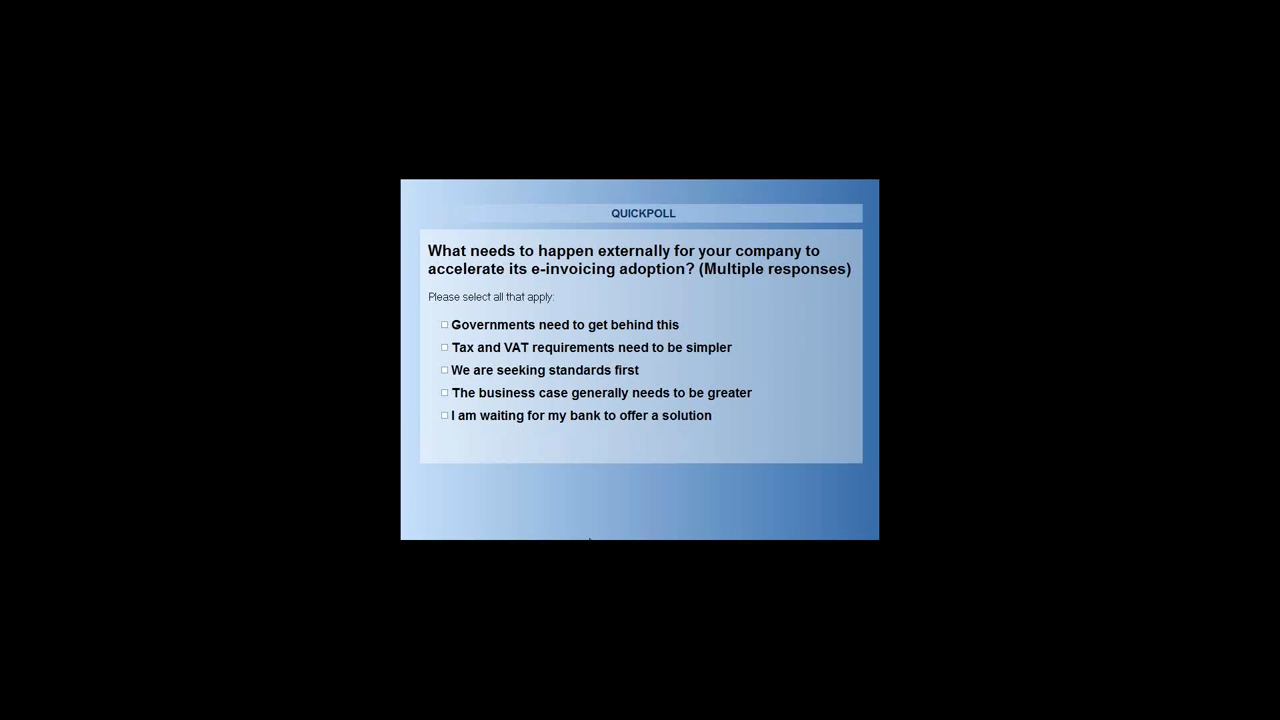 QUICKPOLL
What needs to happen externally for your company to
accelerate its e-invoicing adoption? (Multiple responses)
Please select all that apply:
Governments need to get behind this
Tax and VAT requirements need to be simpler
We are seeking standards first
The business case generally needs to be greater
I am waiting for my bank to offer a solution